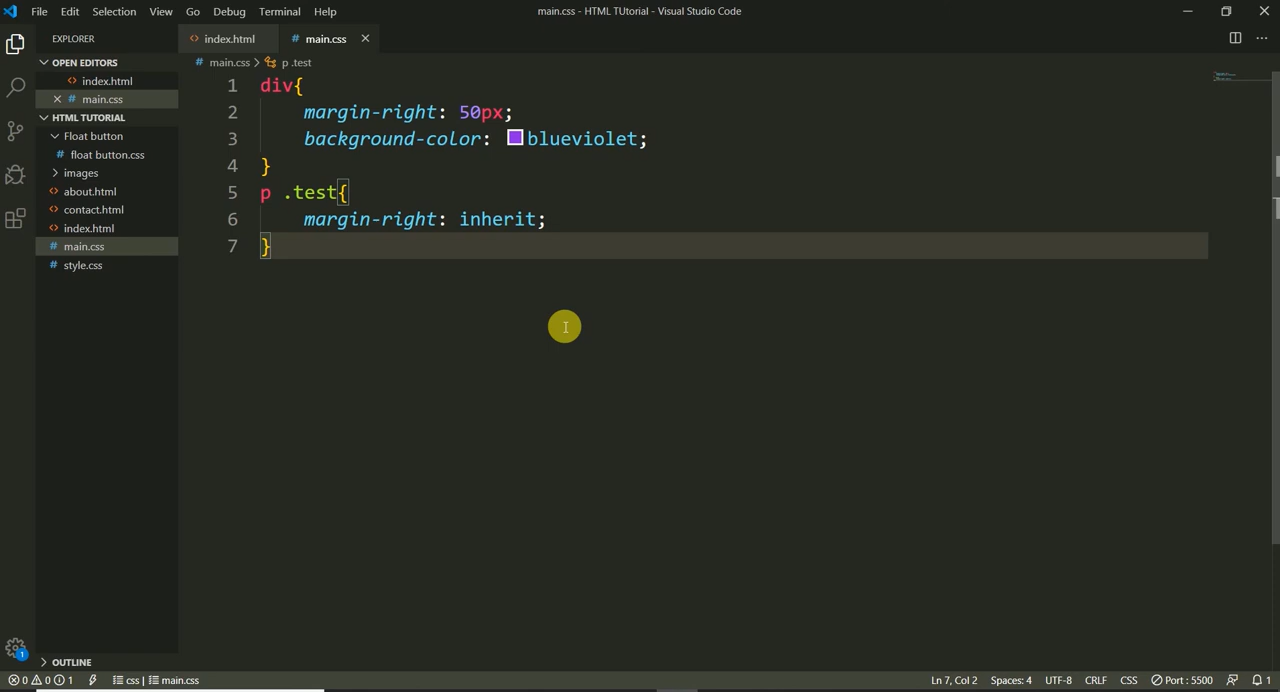 File Edit Selection View Go Debug Terminal Help
main.css - HTML TUtorial - Visual Studio Code
EXPLORER
OPEN EDITORS
index.html
# main.css
HTML TUTORIAL
Float button
# float button.css
images
about.html
contact.html
index.html
# main.css
# style.css
OUTLINE
index.html
# main.css
# main.css > p .test
1 div{
2 margin-right: 50px;
3 background-color: blueviolet;
4 }
5 p .test{
6 margin-right: inherit;
7 }
1
0 0 1
css | main.css
Ln 7, Col 2 Spaces: 4 UTF-8 CRLF CSS Port : 5500 1